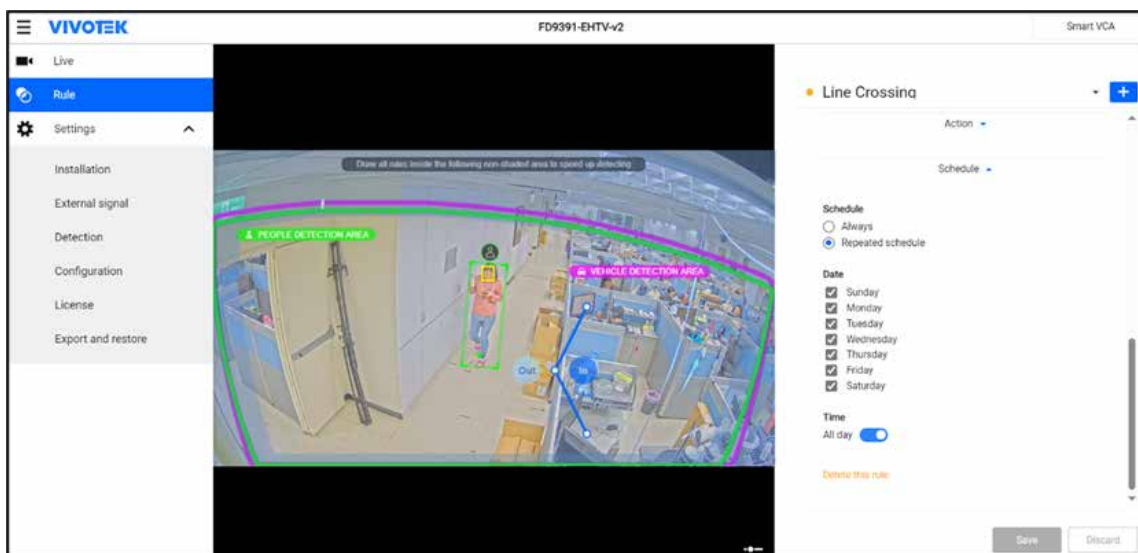 VIVOTEK
FD9391-EHTV-v2
Smart VCA
Live
Rule
Settings
Installation
External signal
Detection
Configuration
License
Export and restore
Draw all rules inside the following non-shaded area to speed up detecting
PEOPLE DETECTION AREA
VEHICLE DETECTION AREA
Out
In
Line Crossing
Action
Schedule
Schedule
Always
Repeated schedule
Date
Sunday
Monday
Tuesday
Wednesday
Thursday
Friday
Saturday
Time
All day
Delete this rule
Save
Discard